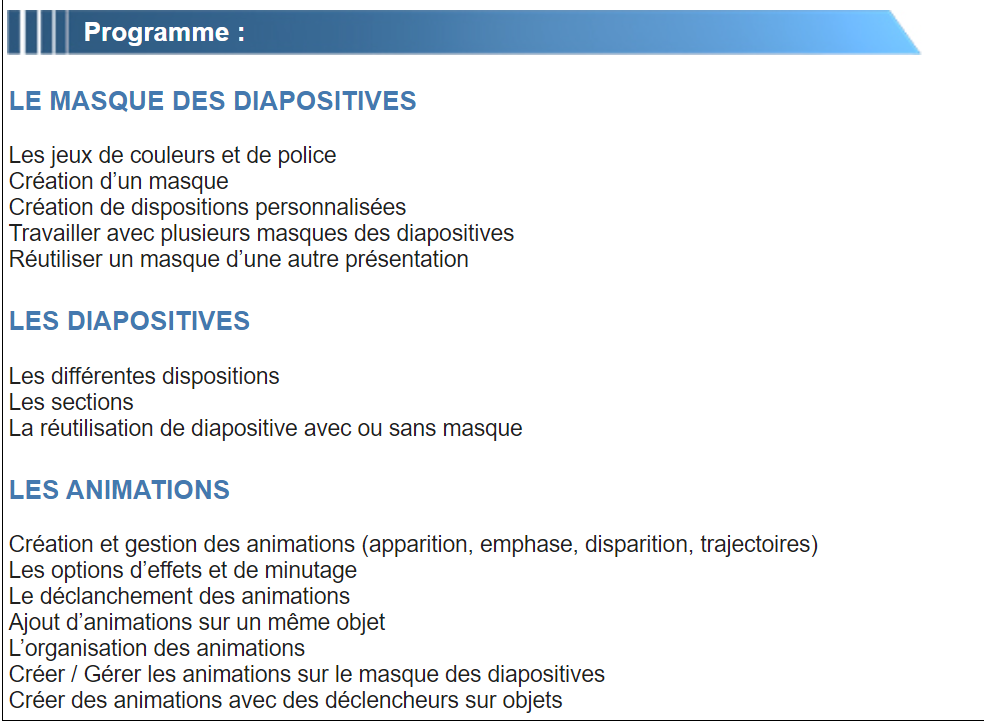 Programme :
LE MASQUE DES DIAPOSITIVES
Les jeux de couleurs et de police
Création d’un masque
Création de dispositions personnalisées
Travailler avec plusieurs masques des diapositives
Réutiliser un masque d’une autre présentation
LES DIAPOSITIVES
Les différentes dispositions
Les sections
La réutilisation de diapositive avec ou sans masque
LES ANIMATIONS
Création et gestion des animations (apparition, emphase, disparition, trajectoires)
Les options d’effets et de minutage
Le déclanchement des animations
Ajout d’animations sur un même objet
L’organisation des animations
Créer / Gérer les animations sur le masque des diapositives
Créer des animations avec des déclencheurs sur objets